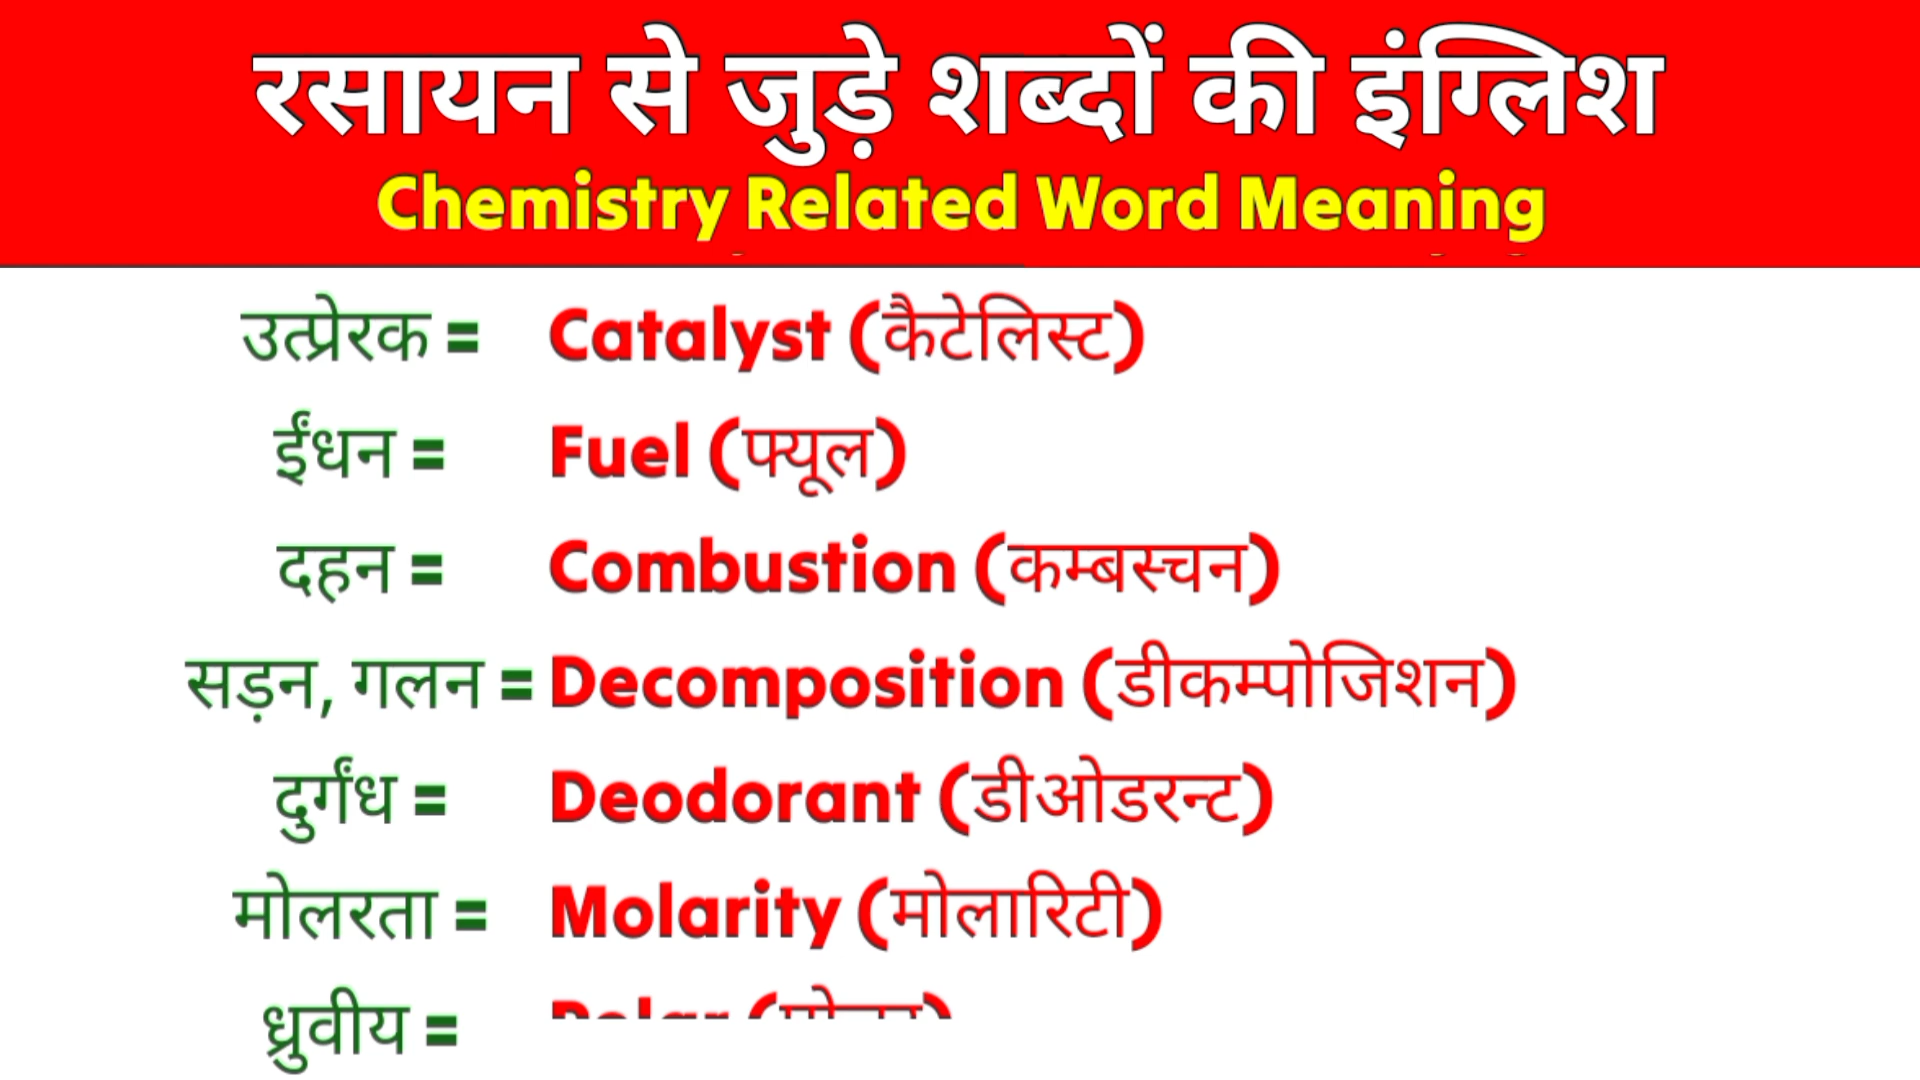 रसायन से जुड़े शब्दों की इंग्लिश
Chemistry Related Word Meaning
उत्प्रेरक = Catalyst (कैटेलिस्ट)
ईंधन = Fuel (फ्यूल)
दहन = Combustion (कम्बस्चन)
सड़न, गलन = Decomposition (डीकम्पोजिशन)
दुर्गंध = Deodorant (डीओडरन्ट)
मोलरता = Molarity (मोलारिटी)
ध्रुवीय =